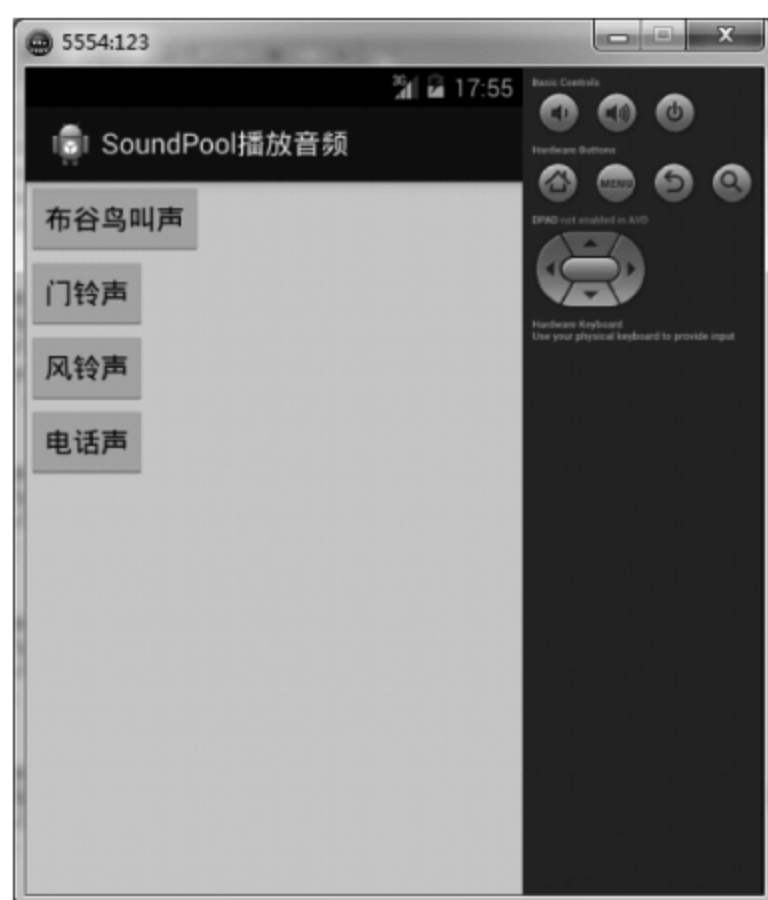 5554:123
3G 17:55
SoundPool播放音频
布谷鸟叫声
门铃声
风铃声
电话声
Basic Controls
Hardware Buttons
MENU
DPAD not enabled in AVD
Hardware Keyboard
Use your physical keyboard to provide input